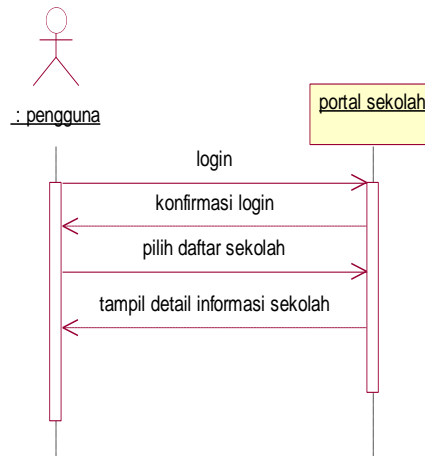 : pengguna
portal sekolah
login
konfirmasi login
pilih daftar sekolah
tampil detail informasi sekolah